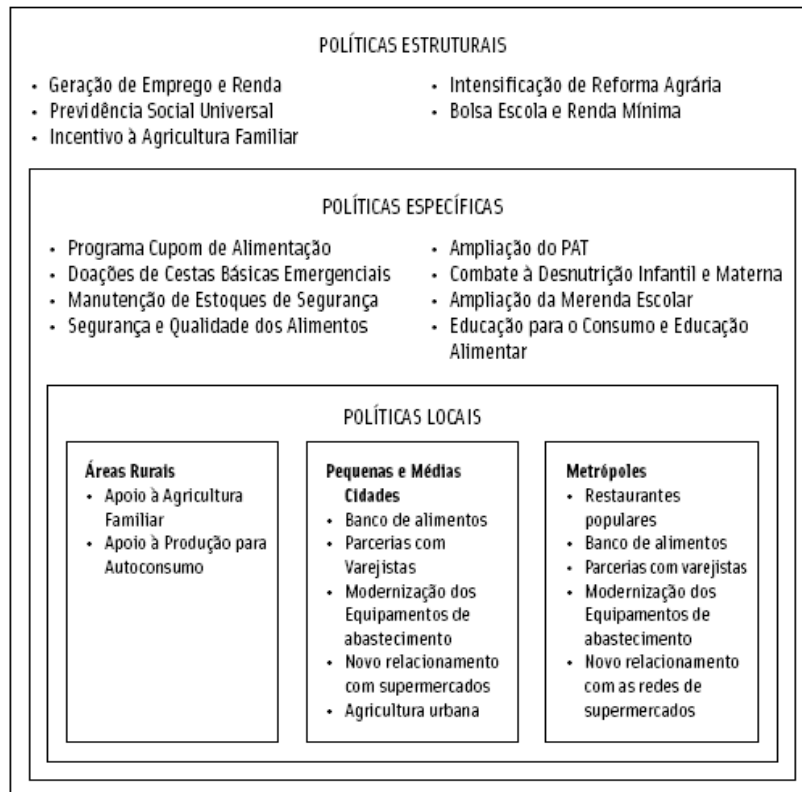 POLÍTICAS ESTRUTURAIS
• Geração de Emprego e Renda
• Previdência Social Universal
• Incentivo à Agricultura Familiar
• Intensificação de Reforma Agrária
• Bolsa Escola e Renda Mínima
POLÍTICAS ESPECÍFICAS
• Programa Cupom de Alimentação
• Doações de Cestas Básicas Emergenciais
• Manutenção de Estoques de Segurança
• Segurança e Qualidade dos Alimentos
• Ampliação do PAT
• Combate à Desnutrição Infantil e Materna
• Ampliação da Merenda Escolar
• Educação para o Consumo e Educação
Alimentar
POLÍTICAS LOCAIS
Áreas Rurais
• Apoio à Agricultura
Familiar
• Apoio à Produção para
Autoconsumo
Pequenas e Médias
Cidades
• Banco de alimentos
• Parcerias com
Varejistas
• Modernização dos
Equipamentos de
abastecimento
• Novo relacionamento
com supermercados
• Agricultura urbana
Metrópoles
• Restaurantes
populares
• Banco de alimentos
• Parcerias com varejistas
• Modernização dos
Equipamentos de
abastecimento
• Novo relacionamento
com as redes de
supermercados